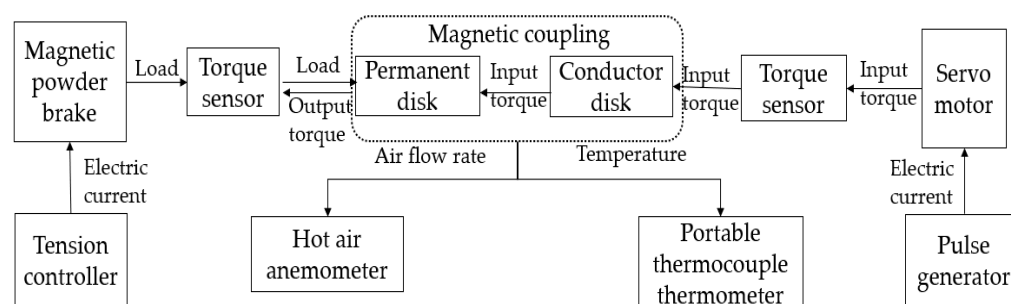 Magnetic
powder
brake
Load
Torque
sensor
Load
Output
torque
Magnetic coupling
Permanent
disk
Input
torque
Conductor
disk
Input
torque
Torque
sensor
Input
torque
Servo
motor
Electric
current
Air flow rate
Temperature
Electric
current
Tension
controller
Hot air
anemometer
Portable
thermocouple
thermometer
Pulse
generator